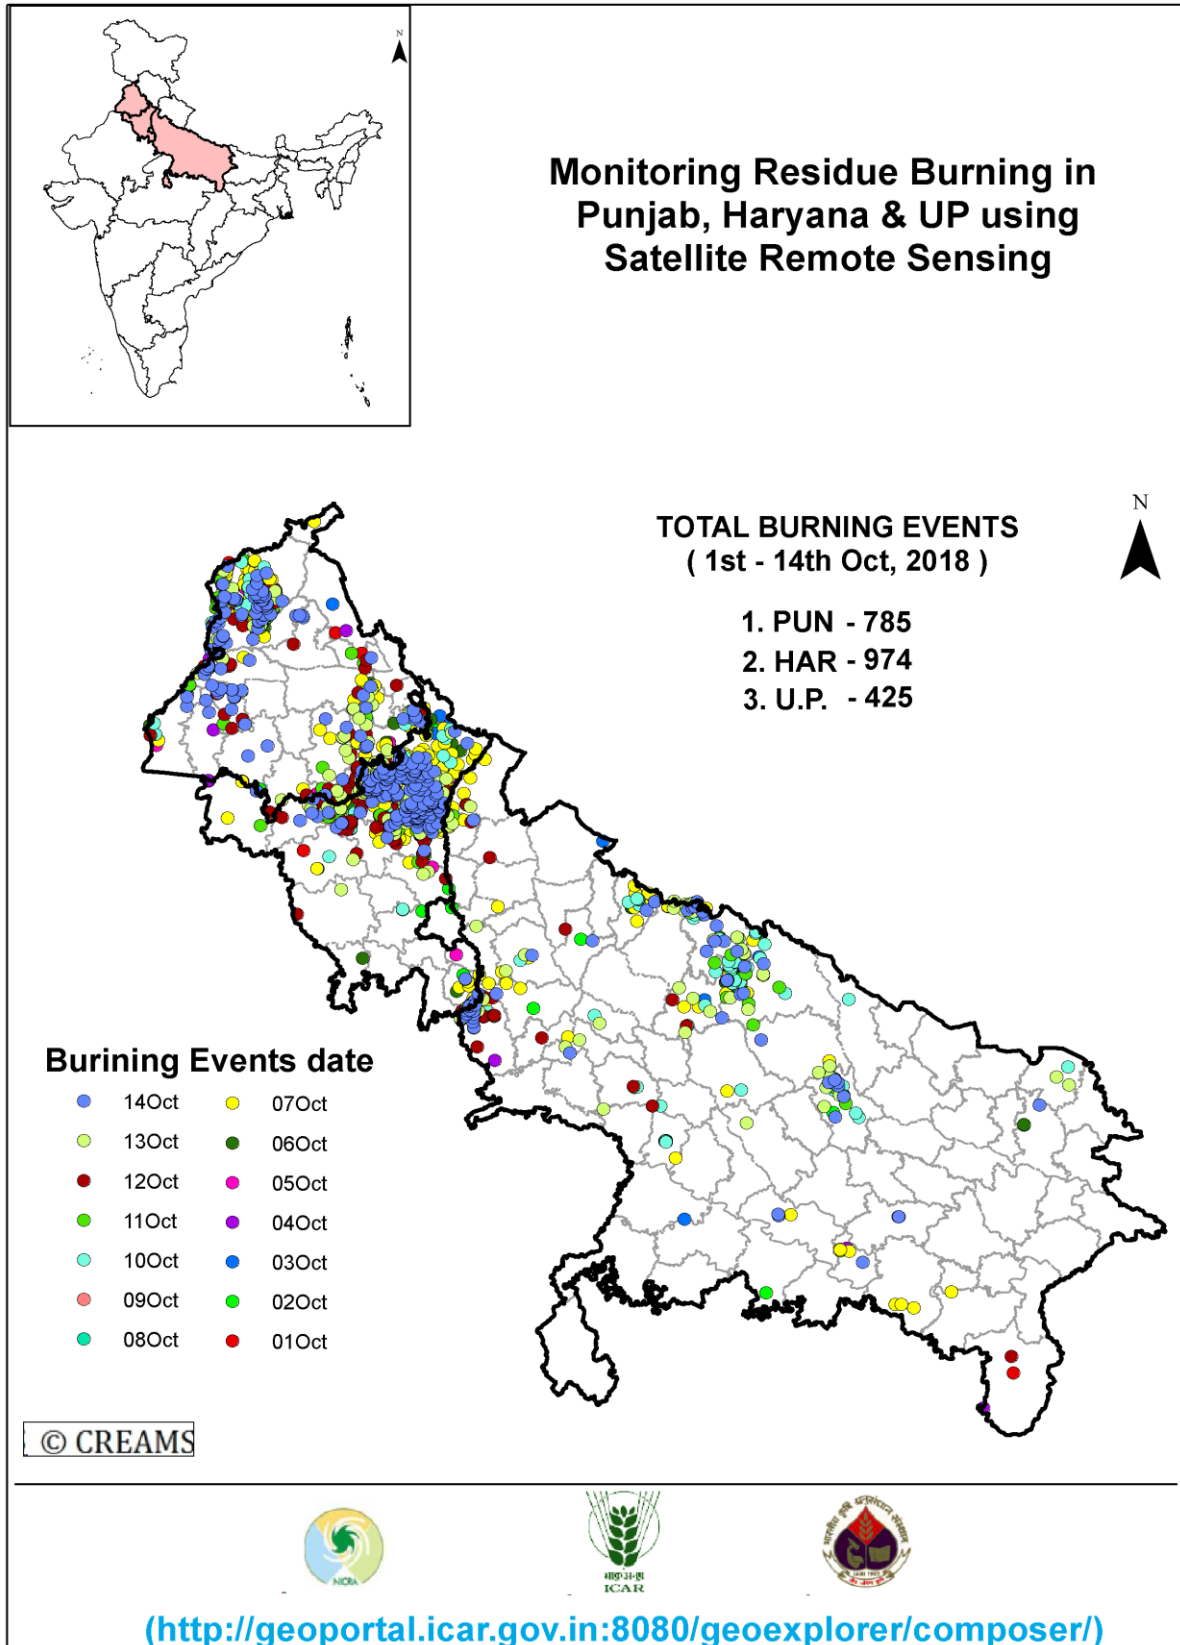 N
Monitoring Residue Burning in
Punjab, Haryana & UP using
Satellite Remote Sensing
TOTAL BURNING EVENTS
( 1st - 14th Oct, 2018 )
N
1. PUN - 785
2. HAR - 974
3. U.P. - 425
Burining Events date
14Oct 07Oct
13Oct 06Oct
12Oct 05Oct
11Oct 04Oct
10Oct 03Oct
09Oct 02Oct
08Oct 01Oct
© CREAMS
NICRA
ICAR
(http://geoportal.icar.gov.in:8080/geoexplorer/composer/)